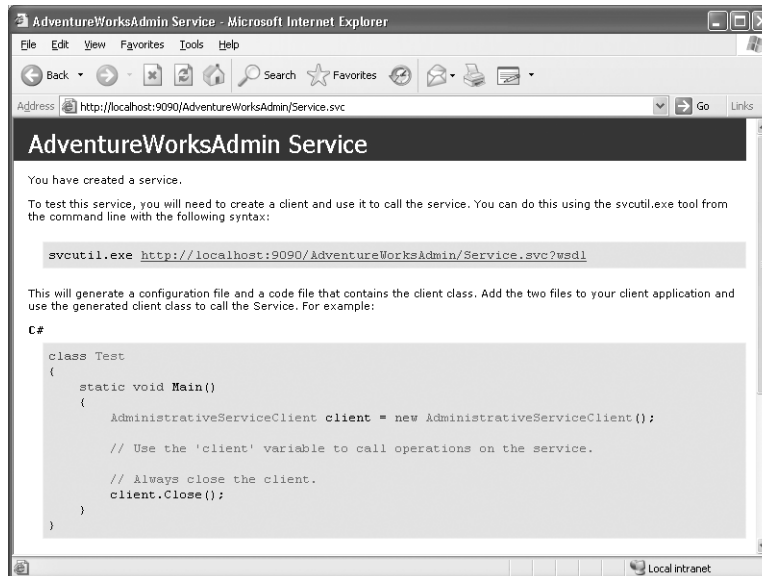 AdventureWorksAdmin Service - Microsoft Internet Explorer
File Edit View Favorites Tools Help
Back Search Favorites
Address http://localhost:9090/AdventureWorksAdmin/Service.svc Go Links
AdventureWorksAdmin Service
You have created a service.
To test this service, you will need to create a client and use it to call the service. You can do this using the svcutil.exe tool from
the command line with the following syntax:
svcutil.exe http://localhost:9090/AdventureWorksAdmin/Service.svc?wsdl
This will generate a configuration file and a code file that contains the client class. Add the two files to your client application and
use the generated client class to call the Service. For example:
C#
class Test
{
static void Main()
{
AdministrativeServiceClient client = new AdministrativeServiceClient();
// Use the 'client' variable to call operations on the service.
// Always close the client.
client.Close();
}
}
Local intranet